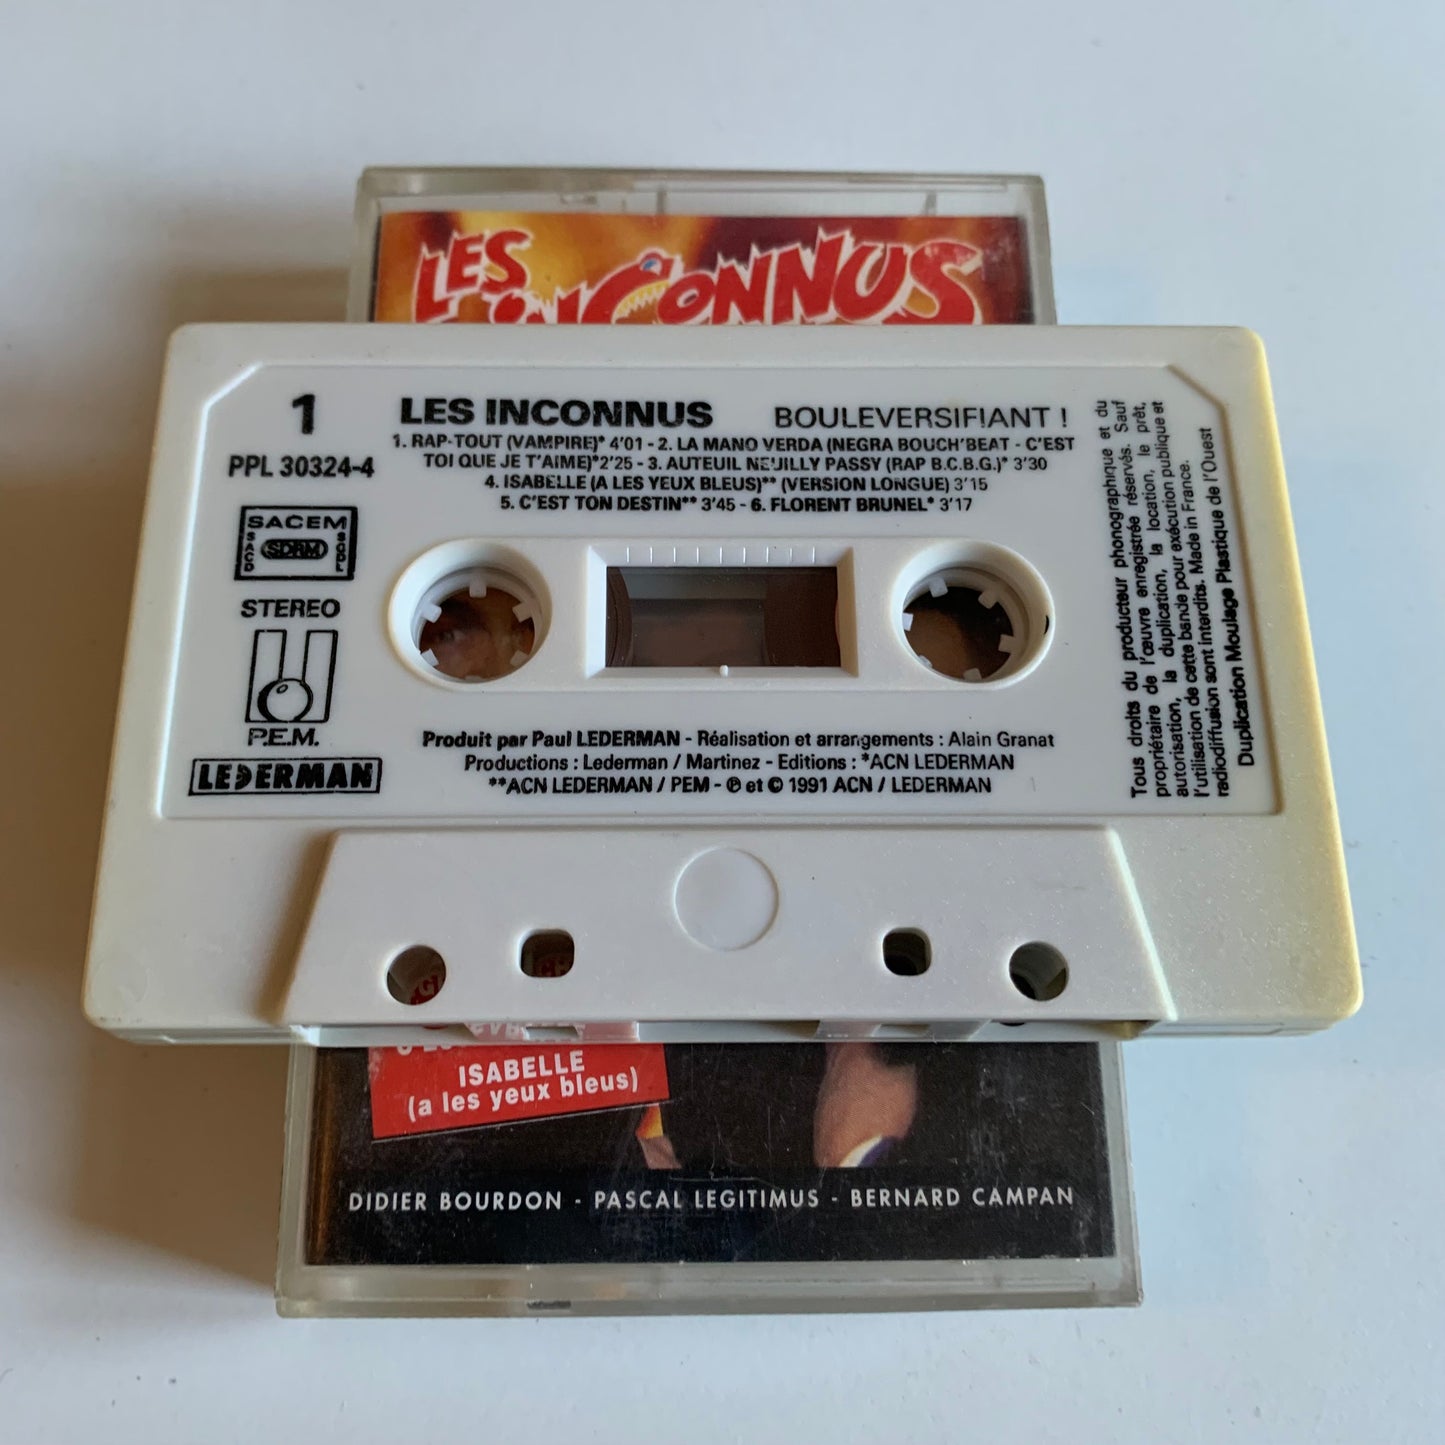 LES
INCONNUS
1
LES INCONNUS BOULEVERSIFIANT !
PPL 30324-4
1. RAP-TOUT (VAMPIRE)* 4'01 - 2. LA MANO VERDA (NEGRA BOUCH'BEAT - C'EST
TOI QUE JE T'AIME)*2'25 - 3. AUTEUIL NEUILLY PASSY (RAP B.C.B.G.)* 3'30
4. ISABELLE (A LES YEUX BLEUS)** (VERSION LONGUE) 3'15
5. C'EST TON DESTIN** 3'45 - 6. FLORENT BRUNEL* 3'17
SACEM
SACD SDRM SGDL
STEREO
P.E.M.
LEDERMAN
Produit par Paul LEDERMAN - Réalisation et arrangements : Alain Granat
Productions : Lederman / Martinez - Editions : *ACN LEDERMAN
**ACN LEDERMAN / PEM - ℗ et © 1991 ACN / LEDERMAN
Tous droits du producteur phonographique et du
propriétaire de l'œuvre enregistrée réservés. Sauf
autorisation, la duplication, la location, le prêt,
l'utilisation de cette bande pour exécution publique et
radiodiffusion sont interdits. Made in France.
Duplication Moulage Plastique de l'Ouest
ISABELLE
(a les yeux bleus)
DIDIER BOURDON - PASCAL LEGITIMUS - BERNARD CAMPAN